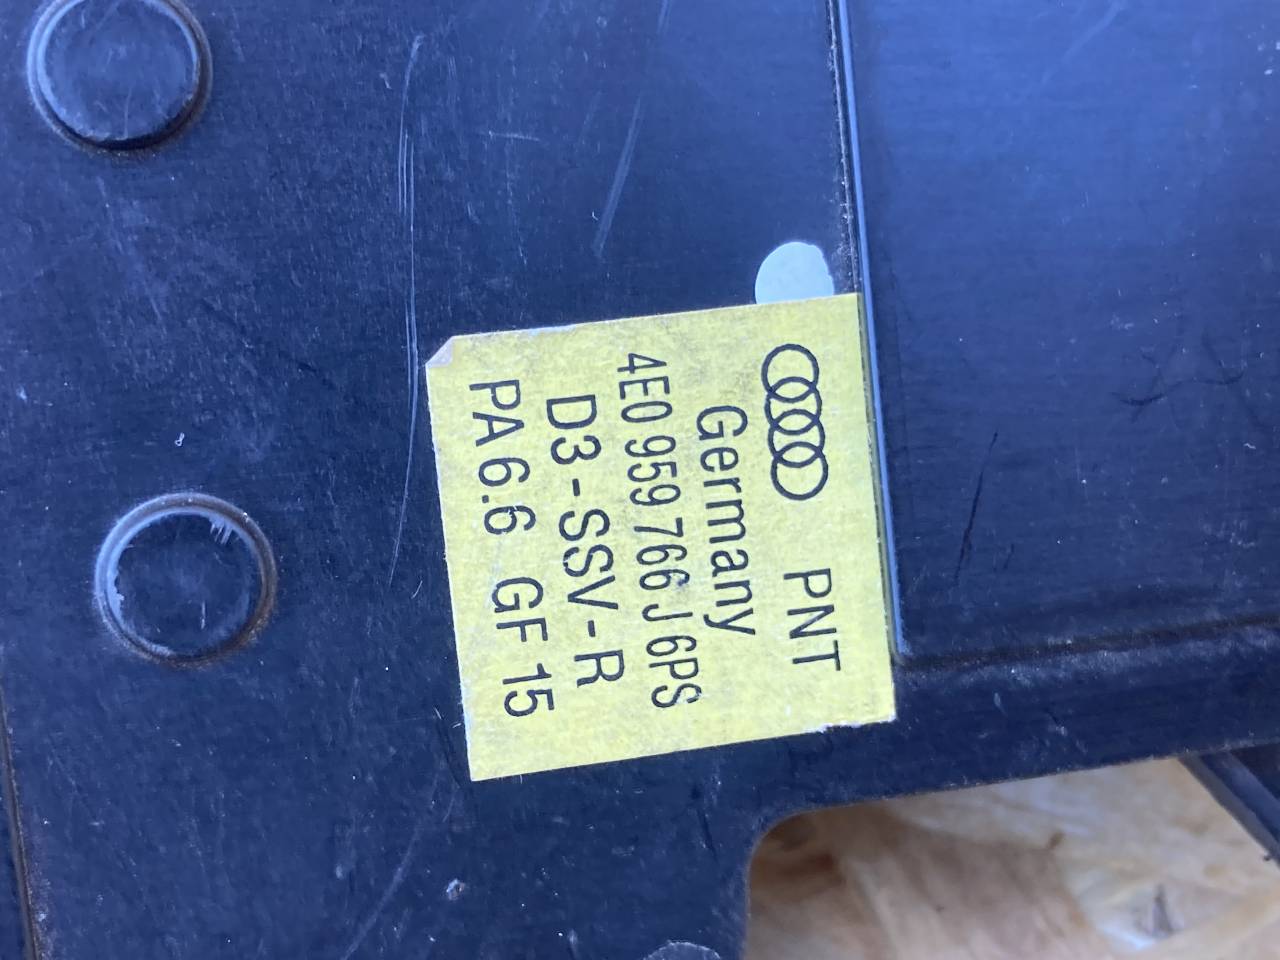 PNT
Germany
4E0 959 766 J 6PS
D3-SSV-R
PA 6.6 GF 15